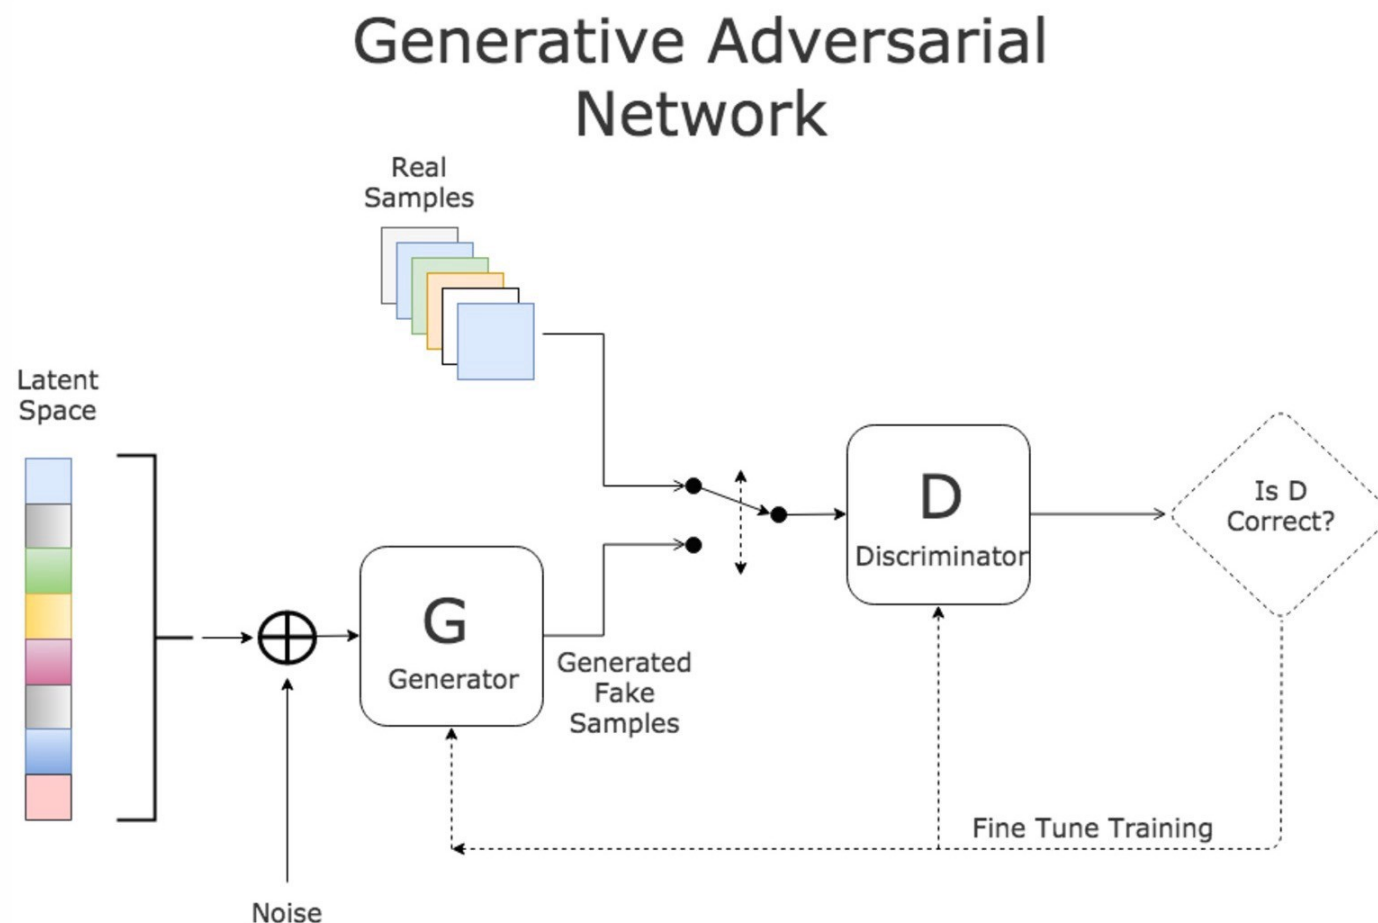 Generative Adversarial
Network
Real
Samples
Latent
Space
G
Generator
Generated
Fake
Samples
D
Discriminator
Is D
Correct?
Fine Tune Training
Noise